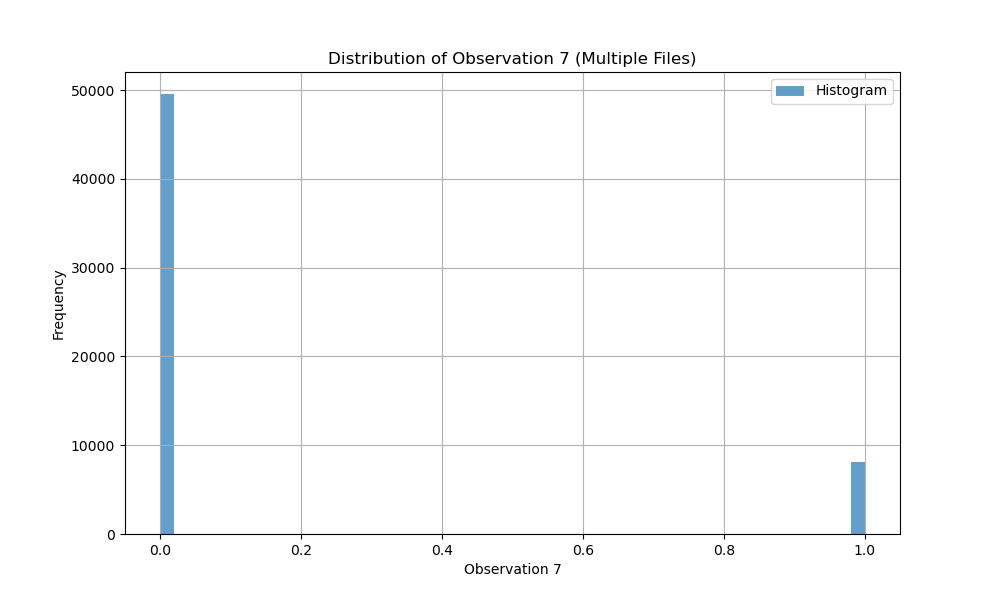 Distribution of Observation 7 (Multiple Files)
Histogram
50000
40000
30000
20000
10000
0
Frequency
0.0 0.2 0.4 0.6 0.8 1.0
Observation 7